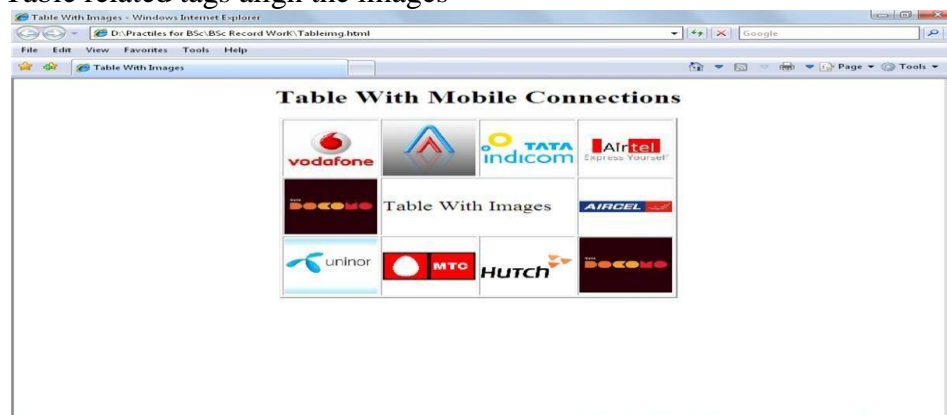 Table related tags align the images
Table With Images - Windows Internet Explorer
D:\Practiles for BSc\BSc Record Work\Tableimg.html
Google
File Edit View Favorites Tools Help
Table With Images
Page Tools
Table With Mobile Connections
vodafone
TATA
indicom
Airtel
Express Yourself
DOCOMO
Table With Images
AIRCEL
uninor
MTC
HUTCH
DOCOMO